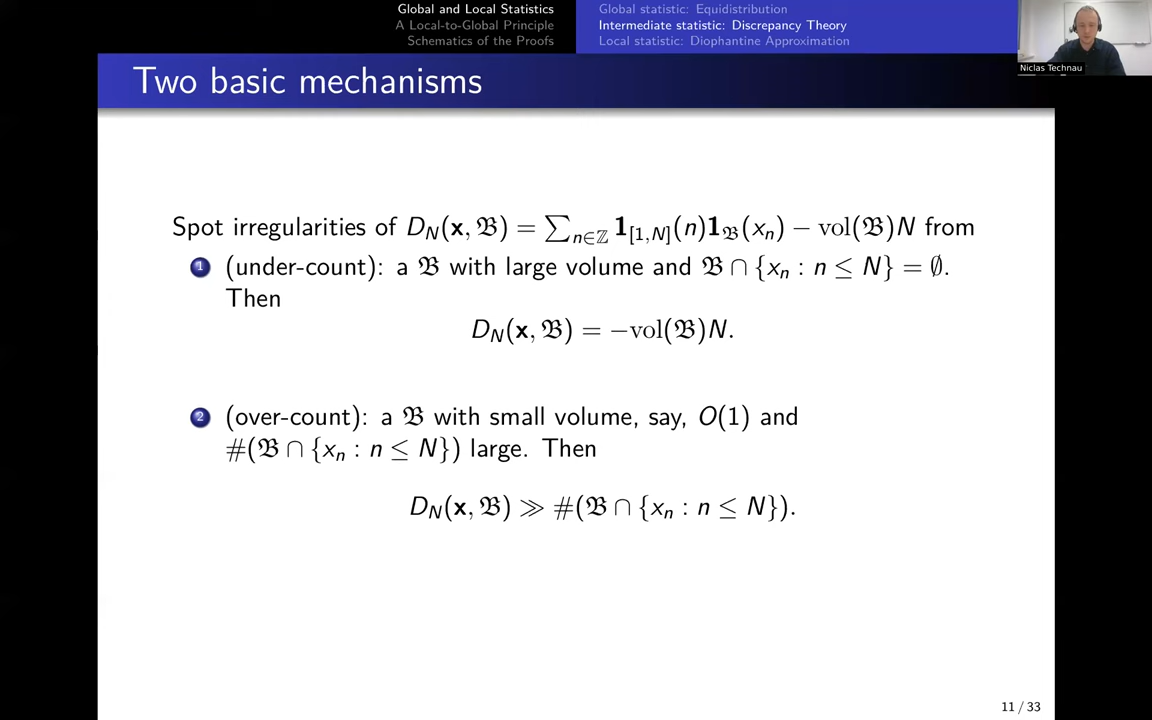 Global and Local Statistics
A Local-to-Global Principle
Schematics of the Proofs
Global statistic: Equidistribution
Intermediate statistic: Discrepancy Theory
Local statistic: Diophantine Approximation
Niclas Technau
Two basic mechanisms
Spot irregularities of D_N(𝐱, 𝔅) = ∑_{n∈ℤ} 𝟏_{[1,N]}(n)𝟏_𝔅(x_n) − vol(𝔅)N from
1 (under-count): a 𝔅 with large volume and 𝔅 ∩ {x_n : n ≤ N} = ∅.
Then
D_N(𝐱, 𝔅) = −vol(𝔅)N.
2 (over-count): a 𝔅 with small volume, say, O(1) and
#(𝔅 ∩ {x_n : n ≤ N}) large. Then
D_N(𝐱, 𝔅) ≫ #(𝔅 ∩ {x_n : n ≤ N}).
11 / 33